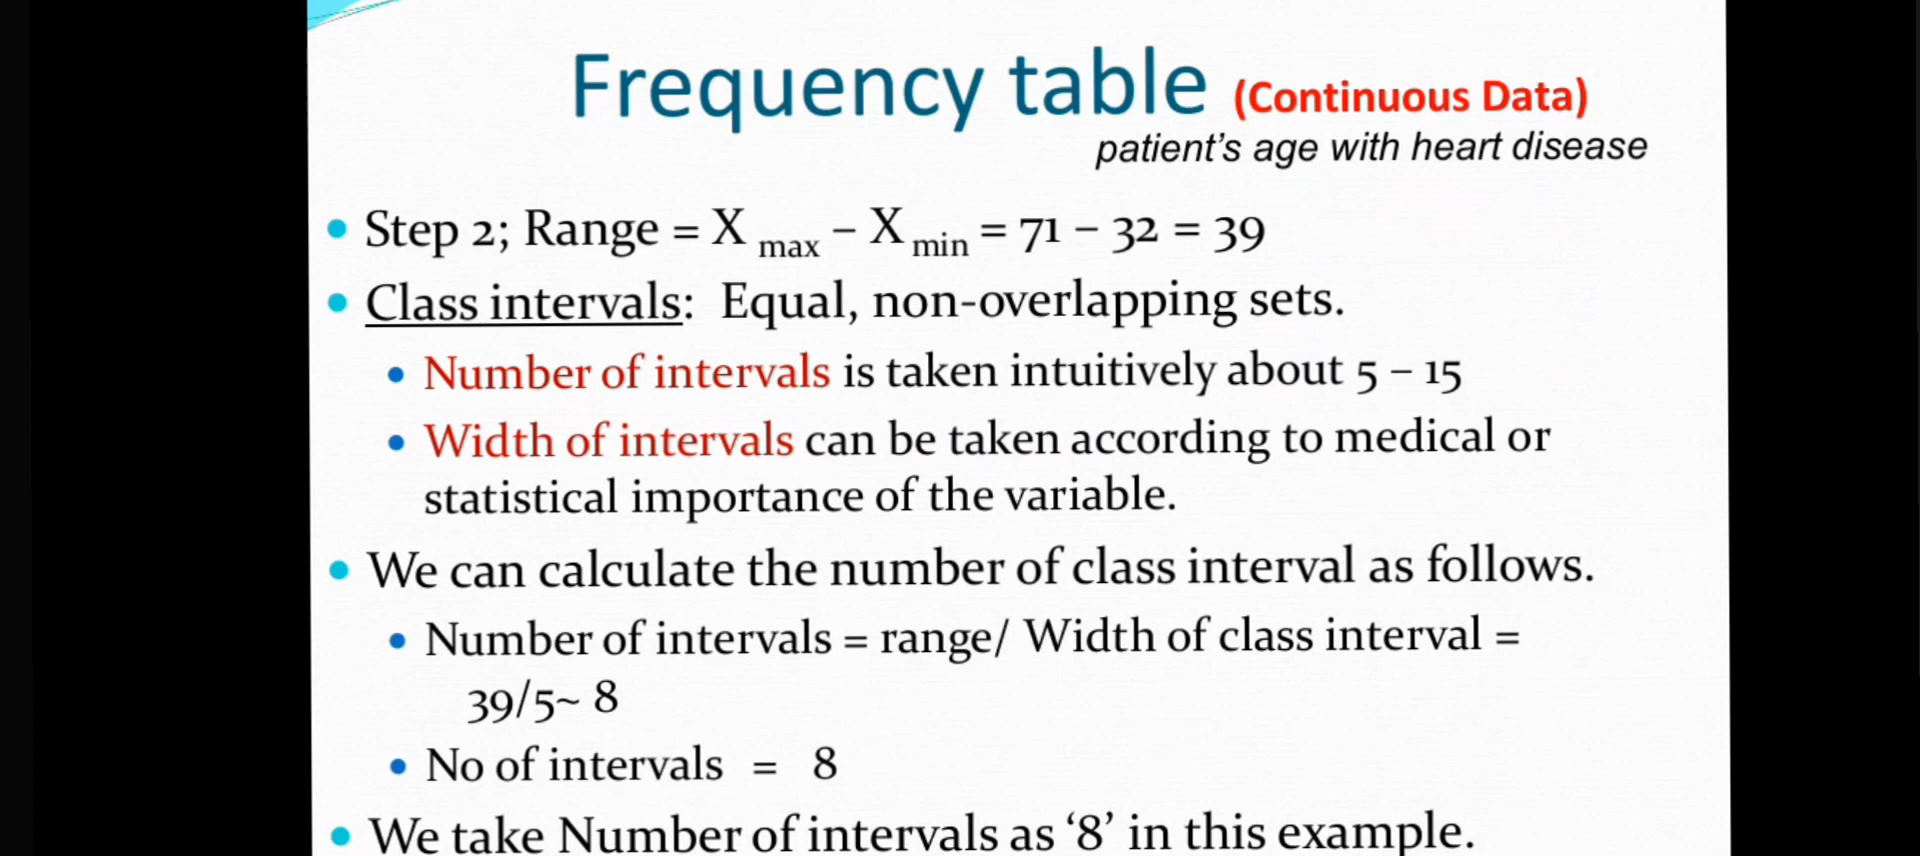 Frequency table (Continuous Data)
patient's age with heart disease
Step 2; Range = X max – X min = 71 – 32 = 39
Class intervals: Equal, non-overlapping sets.
Number of intervals is taken intuitively about 5 – 15
Width of intervals can be taken according to medical or
statistical importance of the variable.
We can calculate the number of class interval as follows.
Number of intervals = range/ Width of class interval =
39/5~ 8
No of intervals = 8
We take Number of intervals as ‘8’ in this example.